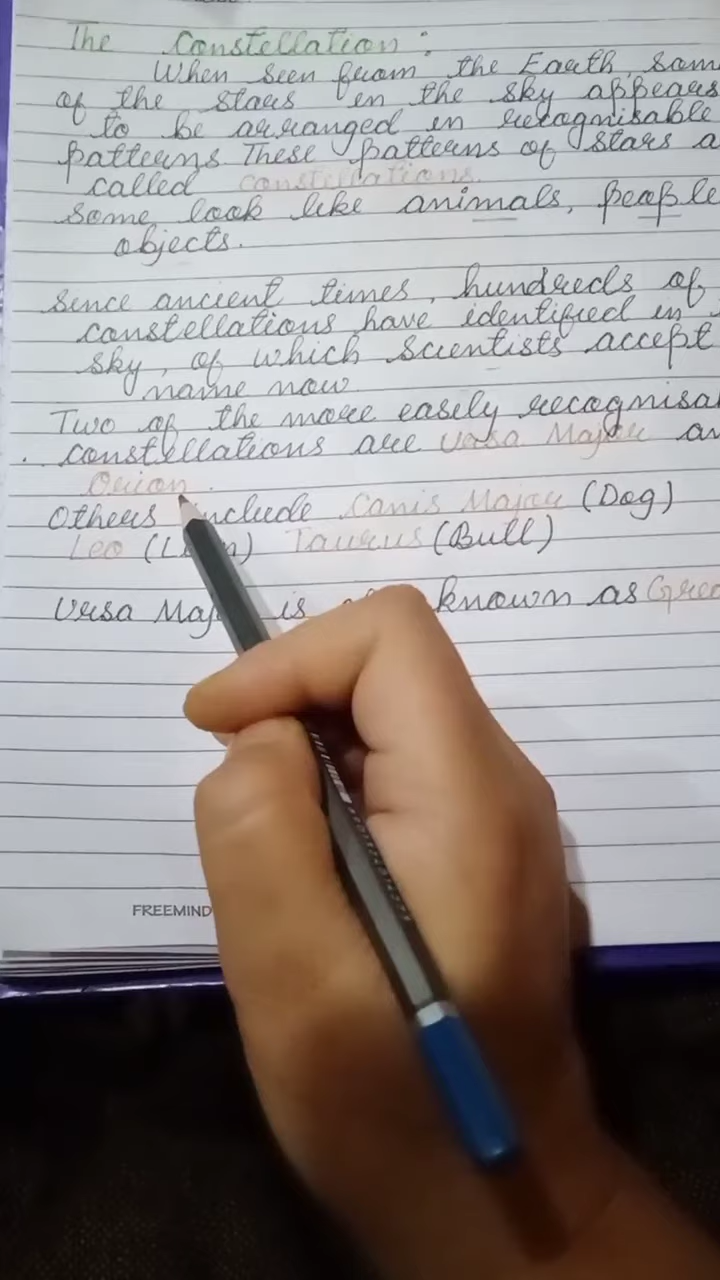 The Constellation:
When seen from the Earth som
of the stars in the sky appears
to be arranged in recognisable
patterns. These patterns of stars a
called constellations.
Some look like animals, people
objects.
Since ancient times, hundreds of
constellations have identified in
sky, of which scientists accept
name now
Two of the more easily recognisa
constellations are Ursa Major an
Orion.
Others include Canis Major (Dog)
Leo (L n) Taurus (Bull)
Ursa Maj is known as Grea
FREEMIND